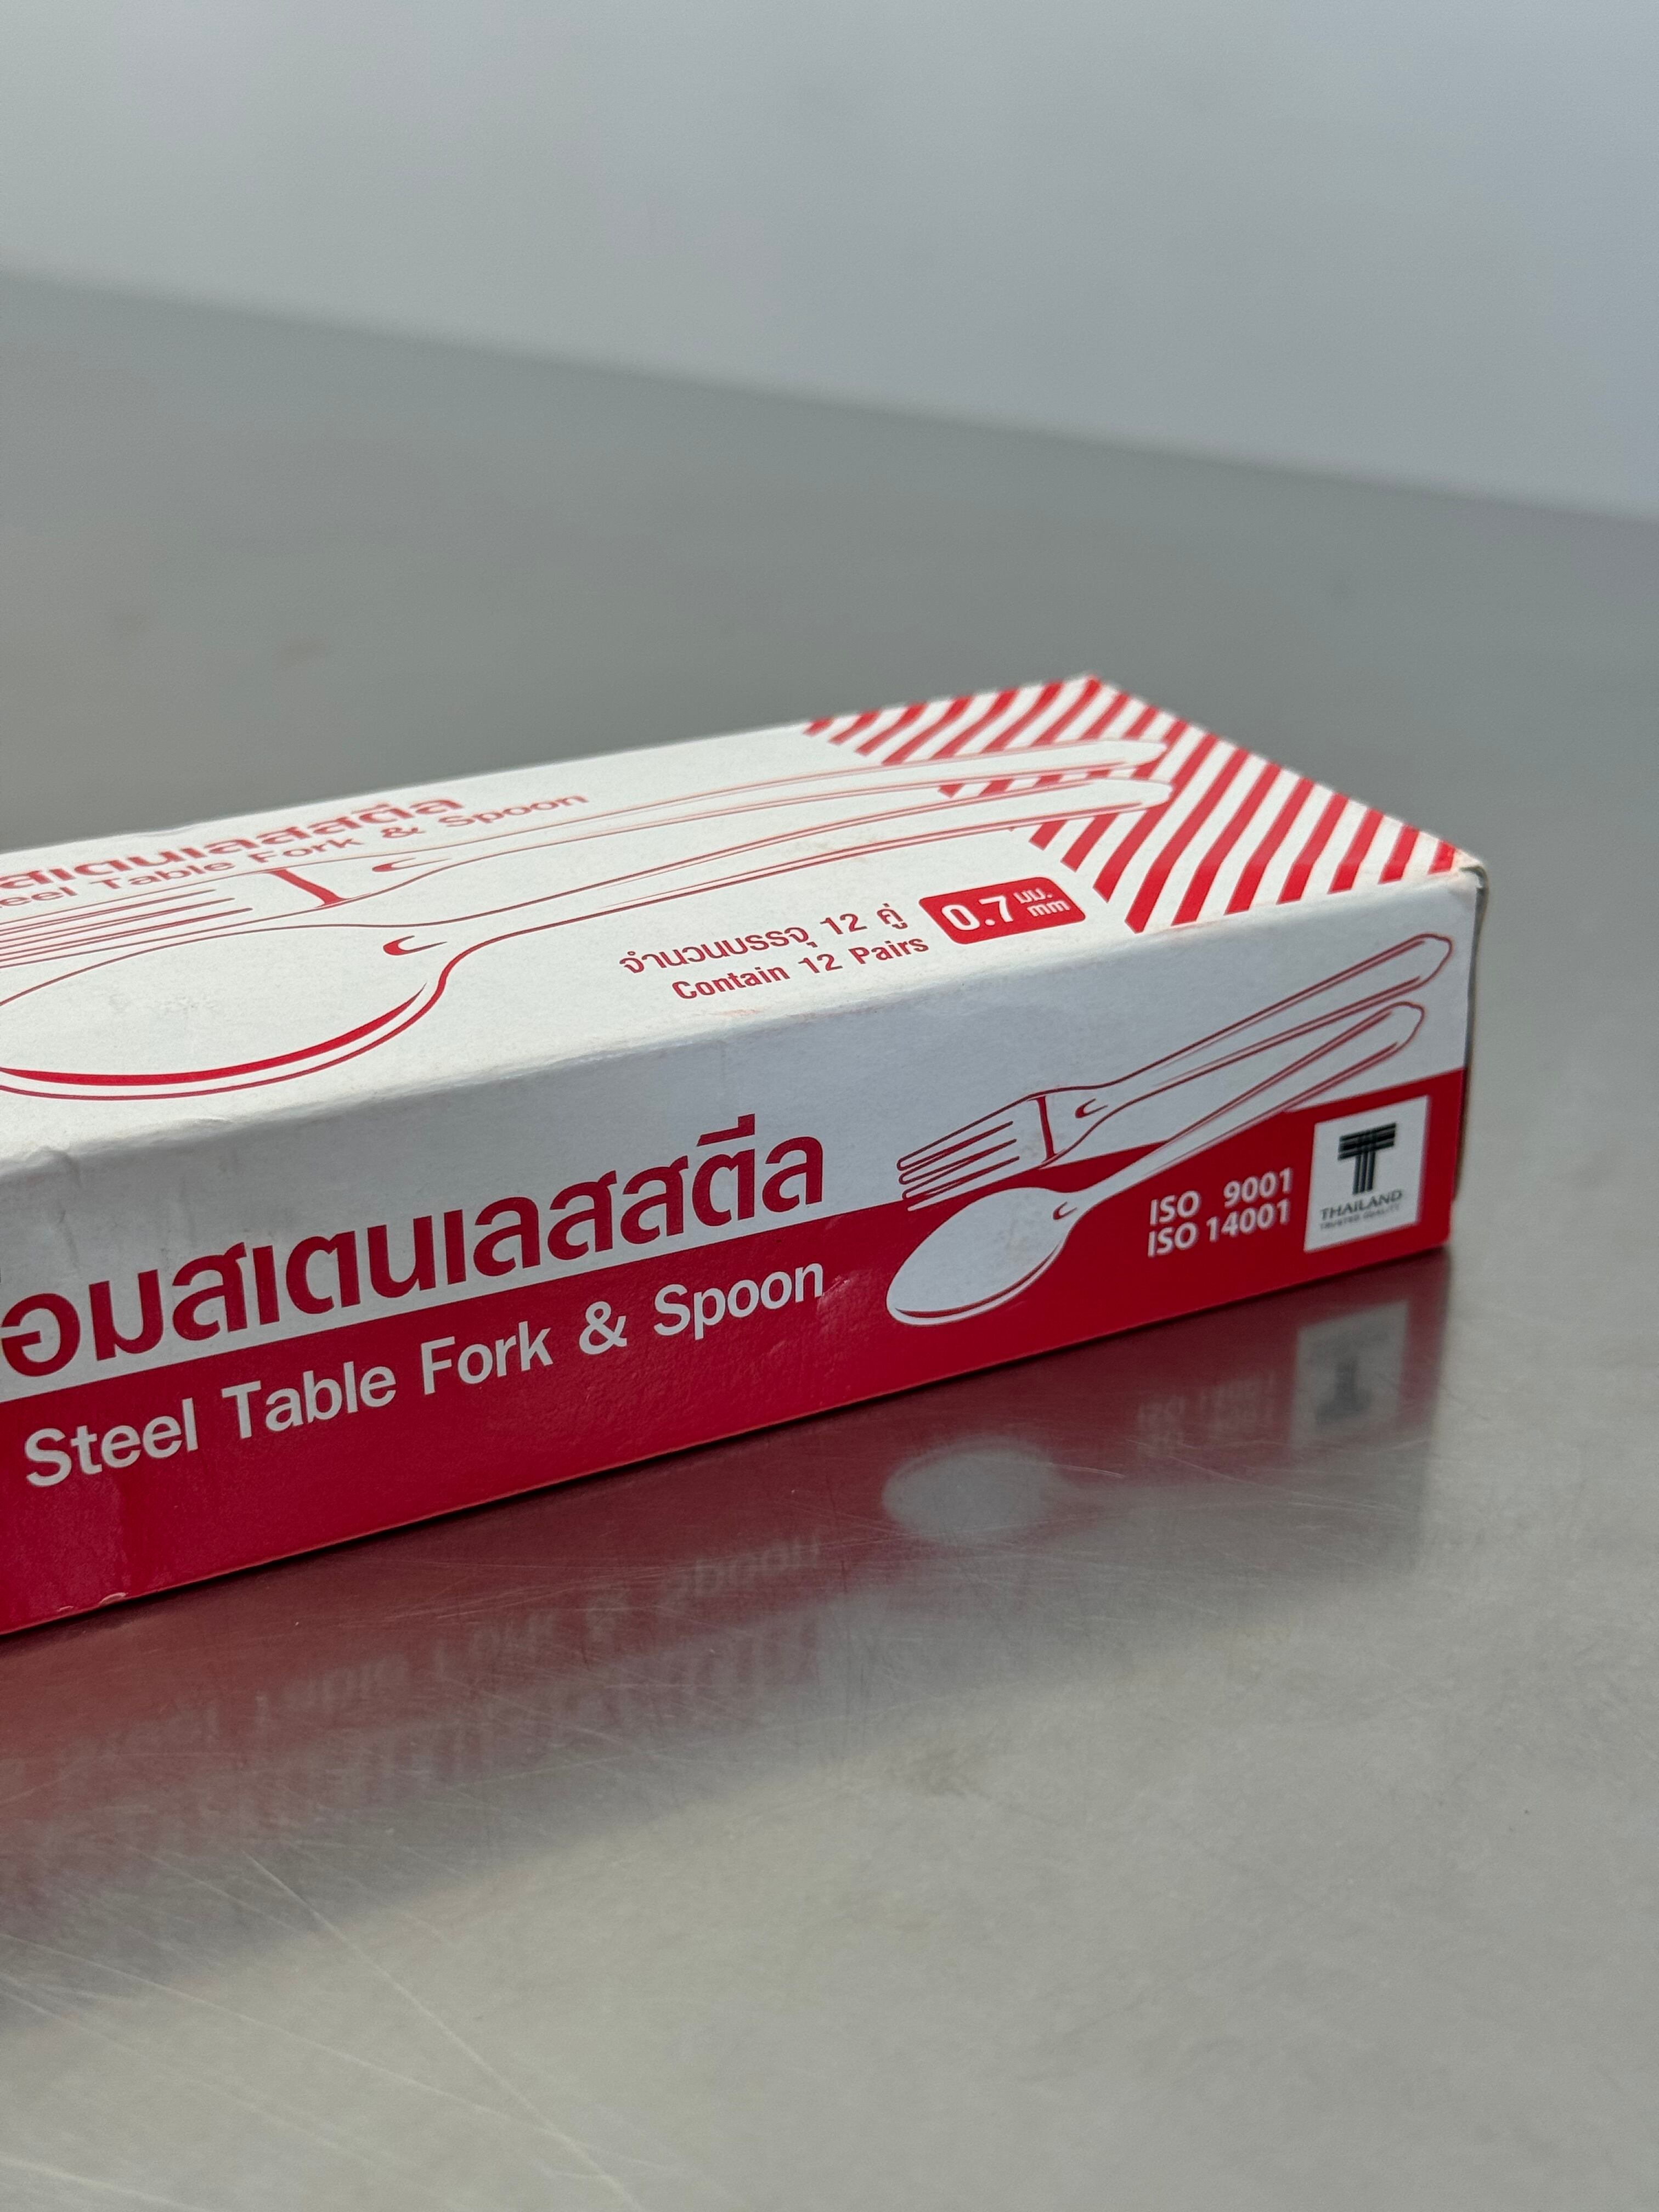 สเตนเลสสตีล
Steel Table Fork & Spoon
จำนวนบรรจุ 12 คู่
Contain 12 Pairs
0.7 มม.
mm
อมสเตนเลสสตีล
Steel Table Fork & Spoon
ISO 9001
ISO 14001
THAILAND
TRUSTED QUALITY